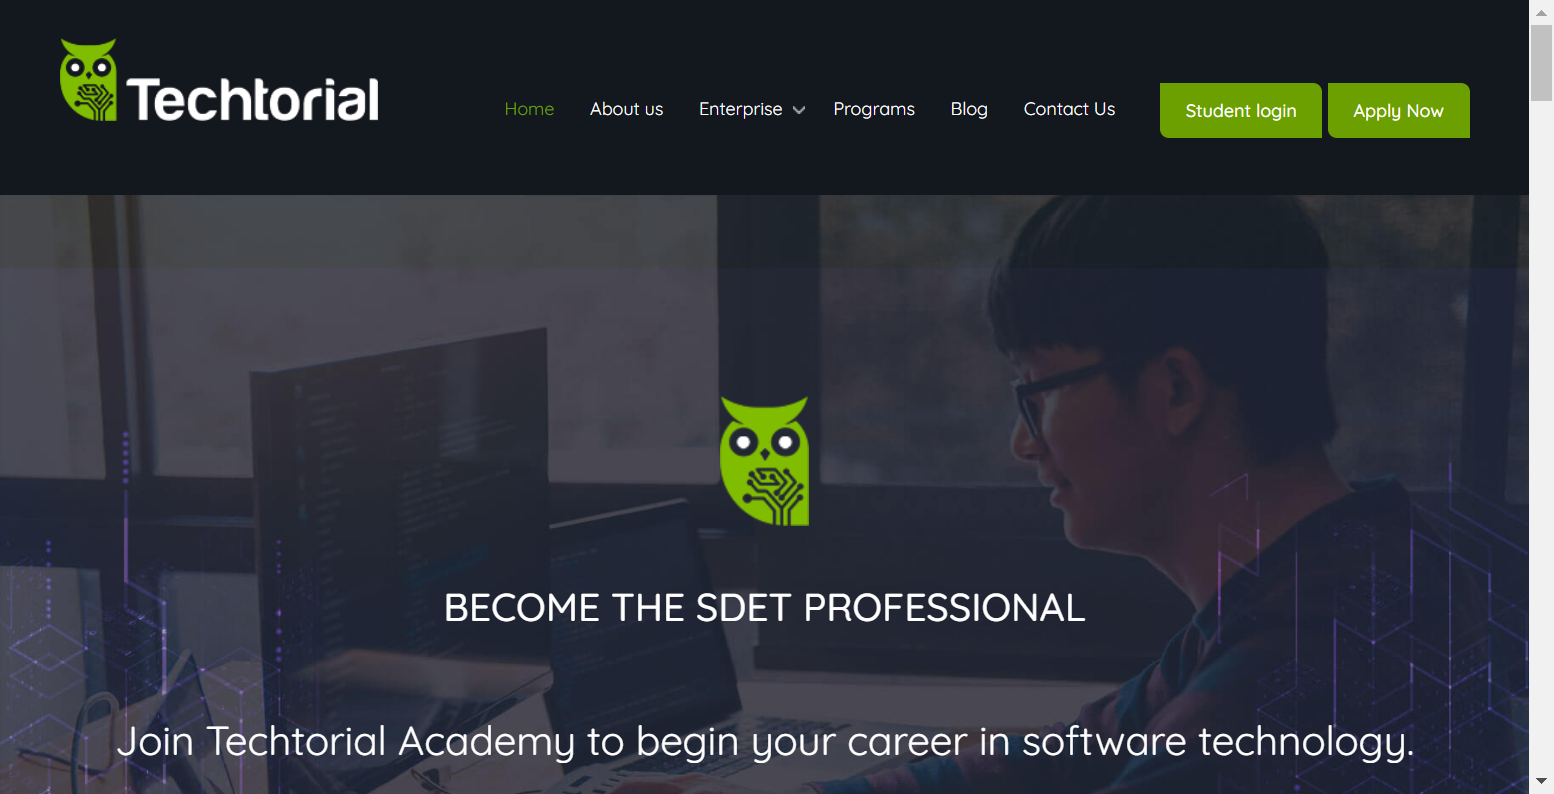 Techtorial
Home About us Enterprise Programs Blog Contact Us Student login Apply Now
BECOME THE SDET PROFESSIONAL
Join Techtorial Academy to begin your career in software technology.